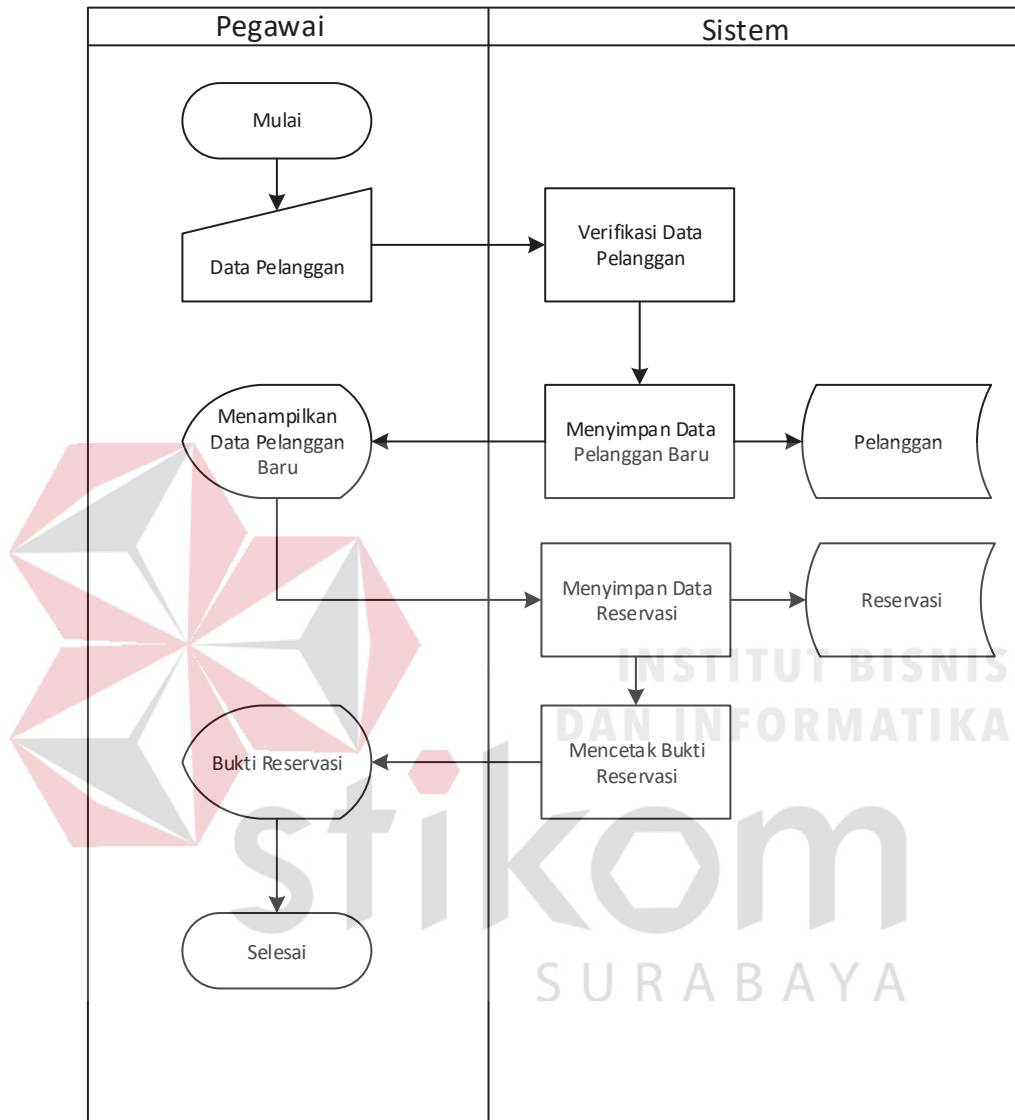 Pegawai
Sistem
Mulai
Data Pelanggan
Verifikasi Data
Pelanggan
Menampilkan
Data Pelanggan
Baru
Menyimpan Data
Pelanggan Baru
Pelanggan
Menyimpan Data
Reservasi
Reservasi
INSTITUT BISNIS
DAN INFORMATIKA
Bukti Reservasi
Mencetak Bukti
Reservasi
stikom
SURABAYA
Selesai